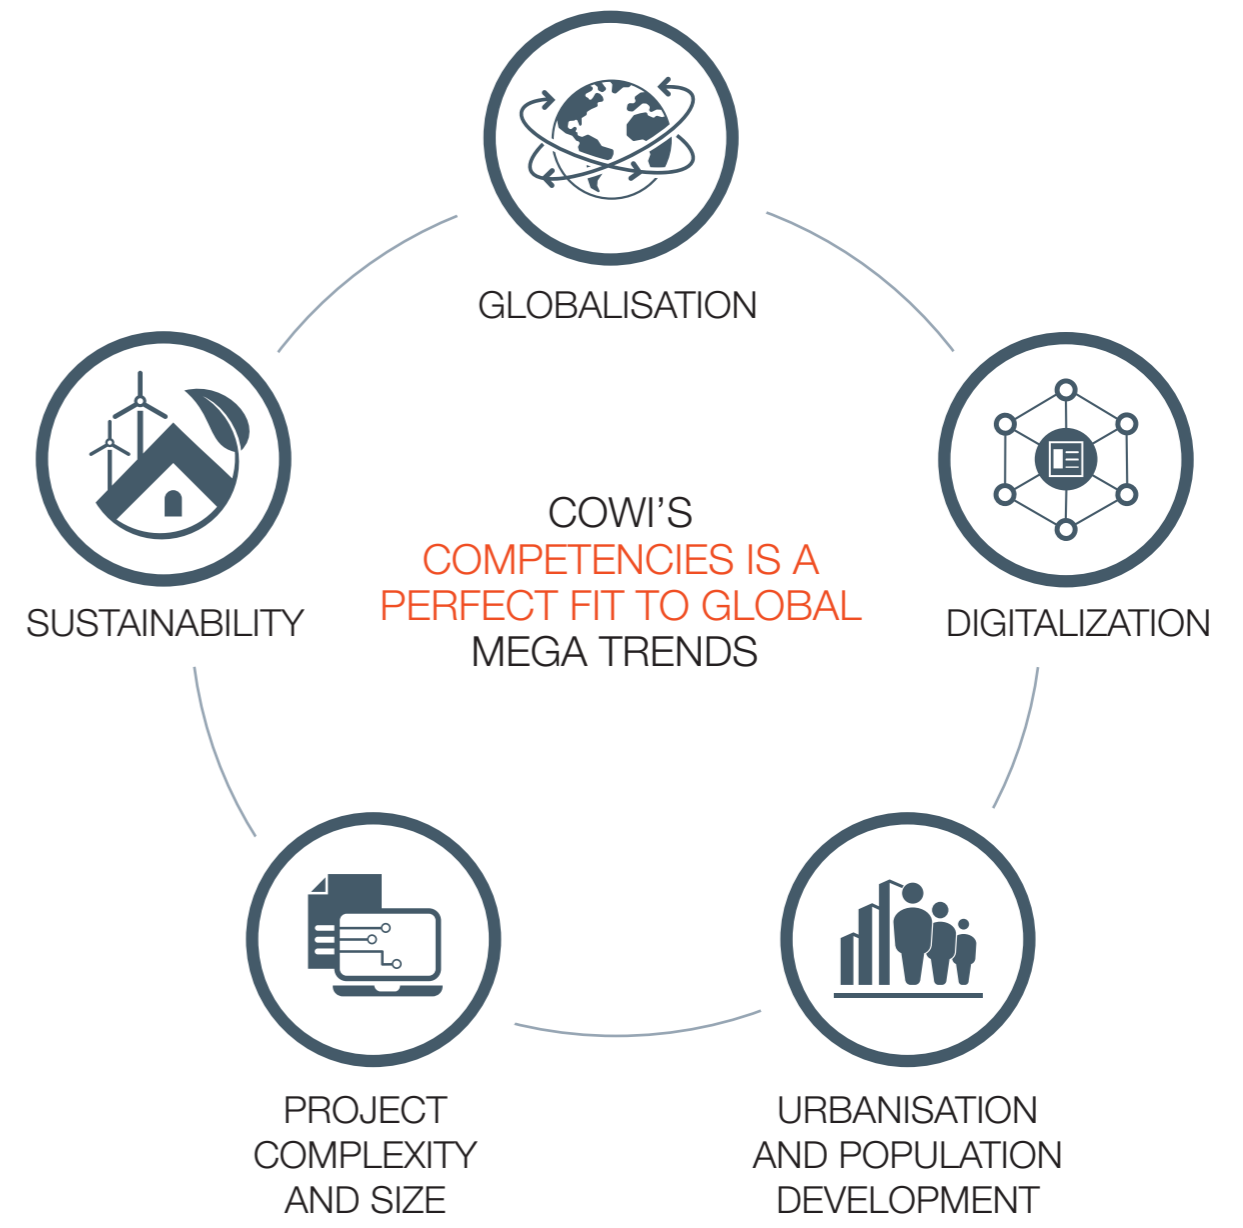 GLOBALISATION
SUSTAINABILITY
COWI’S
COMPETENCIES IS A
PERFECT FIT TO GLOBAL
MEGA TRENDS
DIGITALIZATION
PROJECT
COMPLEXITY
AND SIZE
URBANISATION
AND POPULATION
DEVELOPMENT